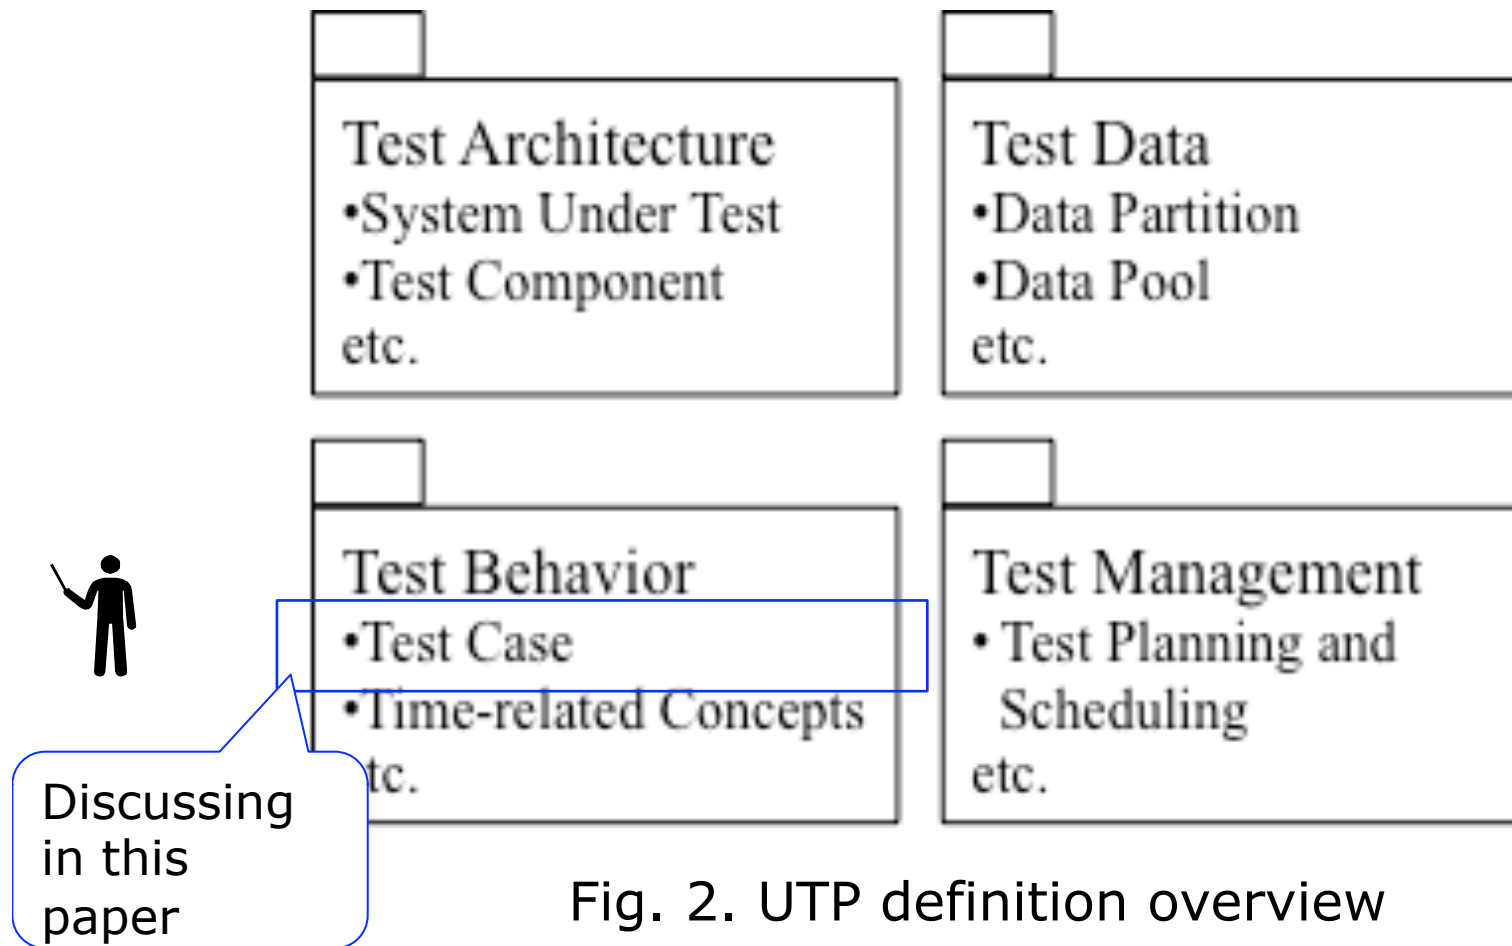 Test Architecture
•System Under Test
•Test Component
etc.
Test Data
•Data Partition
•Data Pool
etc.
Test Behavior
•Test Case
•Time-related Concepts
tc.
Test Management
• Test Planning and
Scheduling
etc.
Discussing
in this
paper
Fig. 2. UTP definition overview